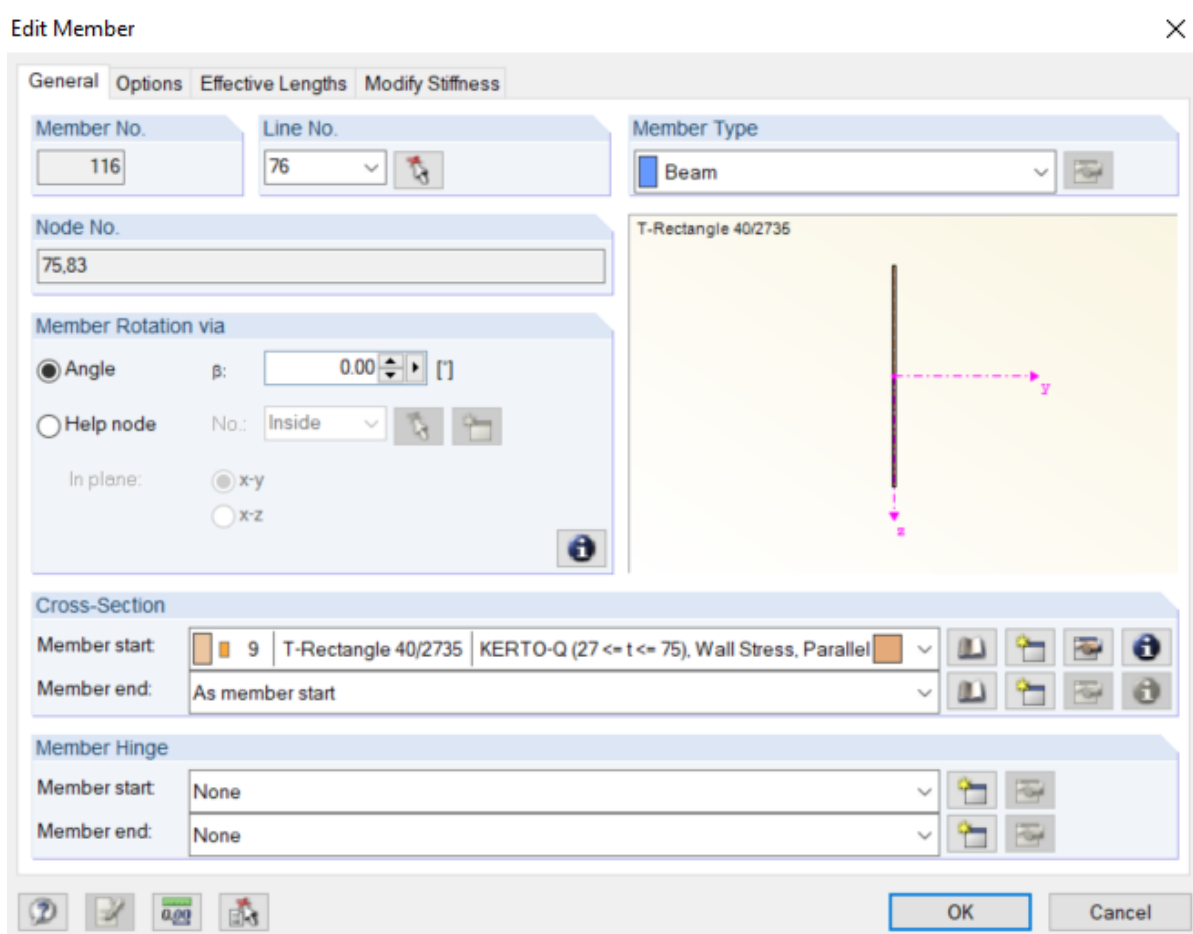 Edit Member
General Options Effective Lengths Modify Stiffness
Member No. Line No. Member Type
116 76 Beam
Node No.
75,83
T-Rectangle 40/2735
Member Rotation via
Angle β: 0.00 [°]
Help node No.: Inside
In plane: x-y
x-z
y
z
Cross-Section
Member start: 9 T-Rectangle 40/2735 KERTO-Q (27 <= t <= 75), Wall Stress, Parallel
Member end: As member start
Member Hinge
Member start: None
Member end: None
0.00 OK Cancel